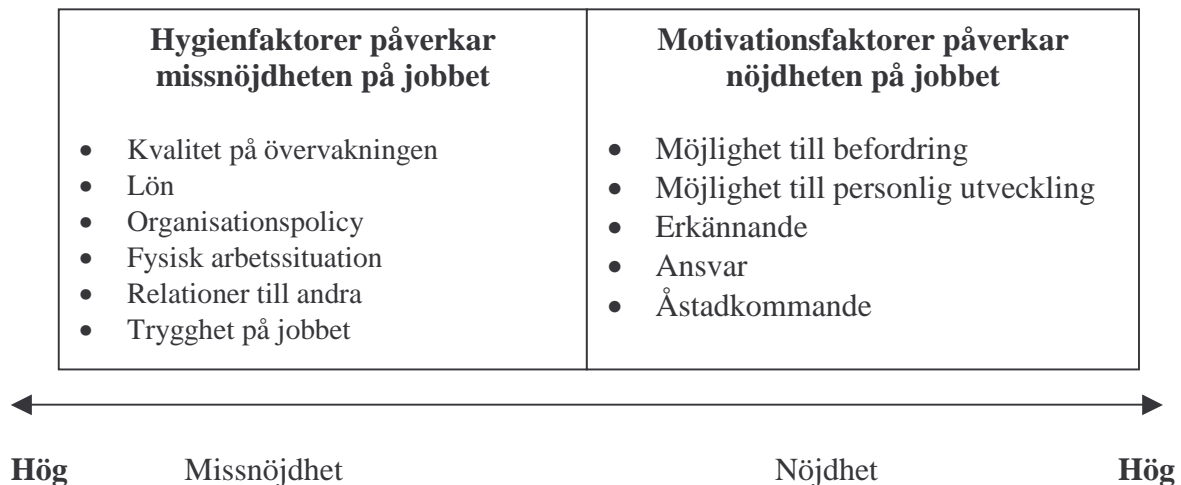 Hygienfaktorer påverkar
missnöjdheten på jobbet
• Kvalitet på övervakningen
• Lön
• Organisationspolicy
• Fysisk arbetssituation
• Relationer till andra
• Trygghet på jobbet
Motivationsfaktorer påverkar
nöjdheten på jobbet
• Möjlighet till befordring
• Möjlighet till personlig utveckling
• Erkännande
• Ansvar
• Åstadkommande
Hög Missnöjdhet Nöjdhet Hög